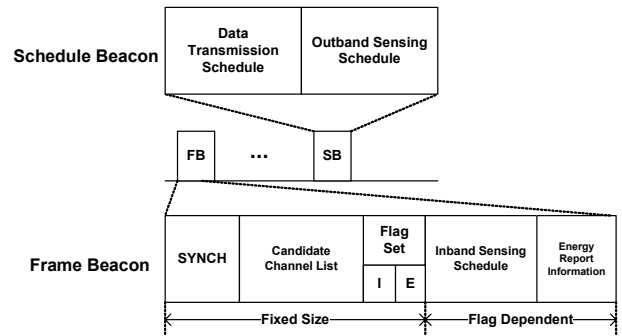 Data
Transmission
Schedule
Outband Sensing
Schedule
Schedule Beacon
FB
...
SB
Frame Beacon
SYNCH
Candidate
Channel List
Flag
Set
I
E
Inband Sensing
Schedule
Energy
Report
Information
Fixed Size
Flag Dependent